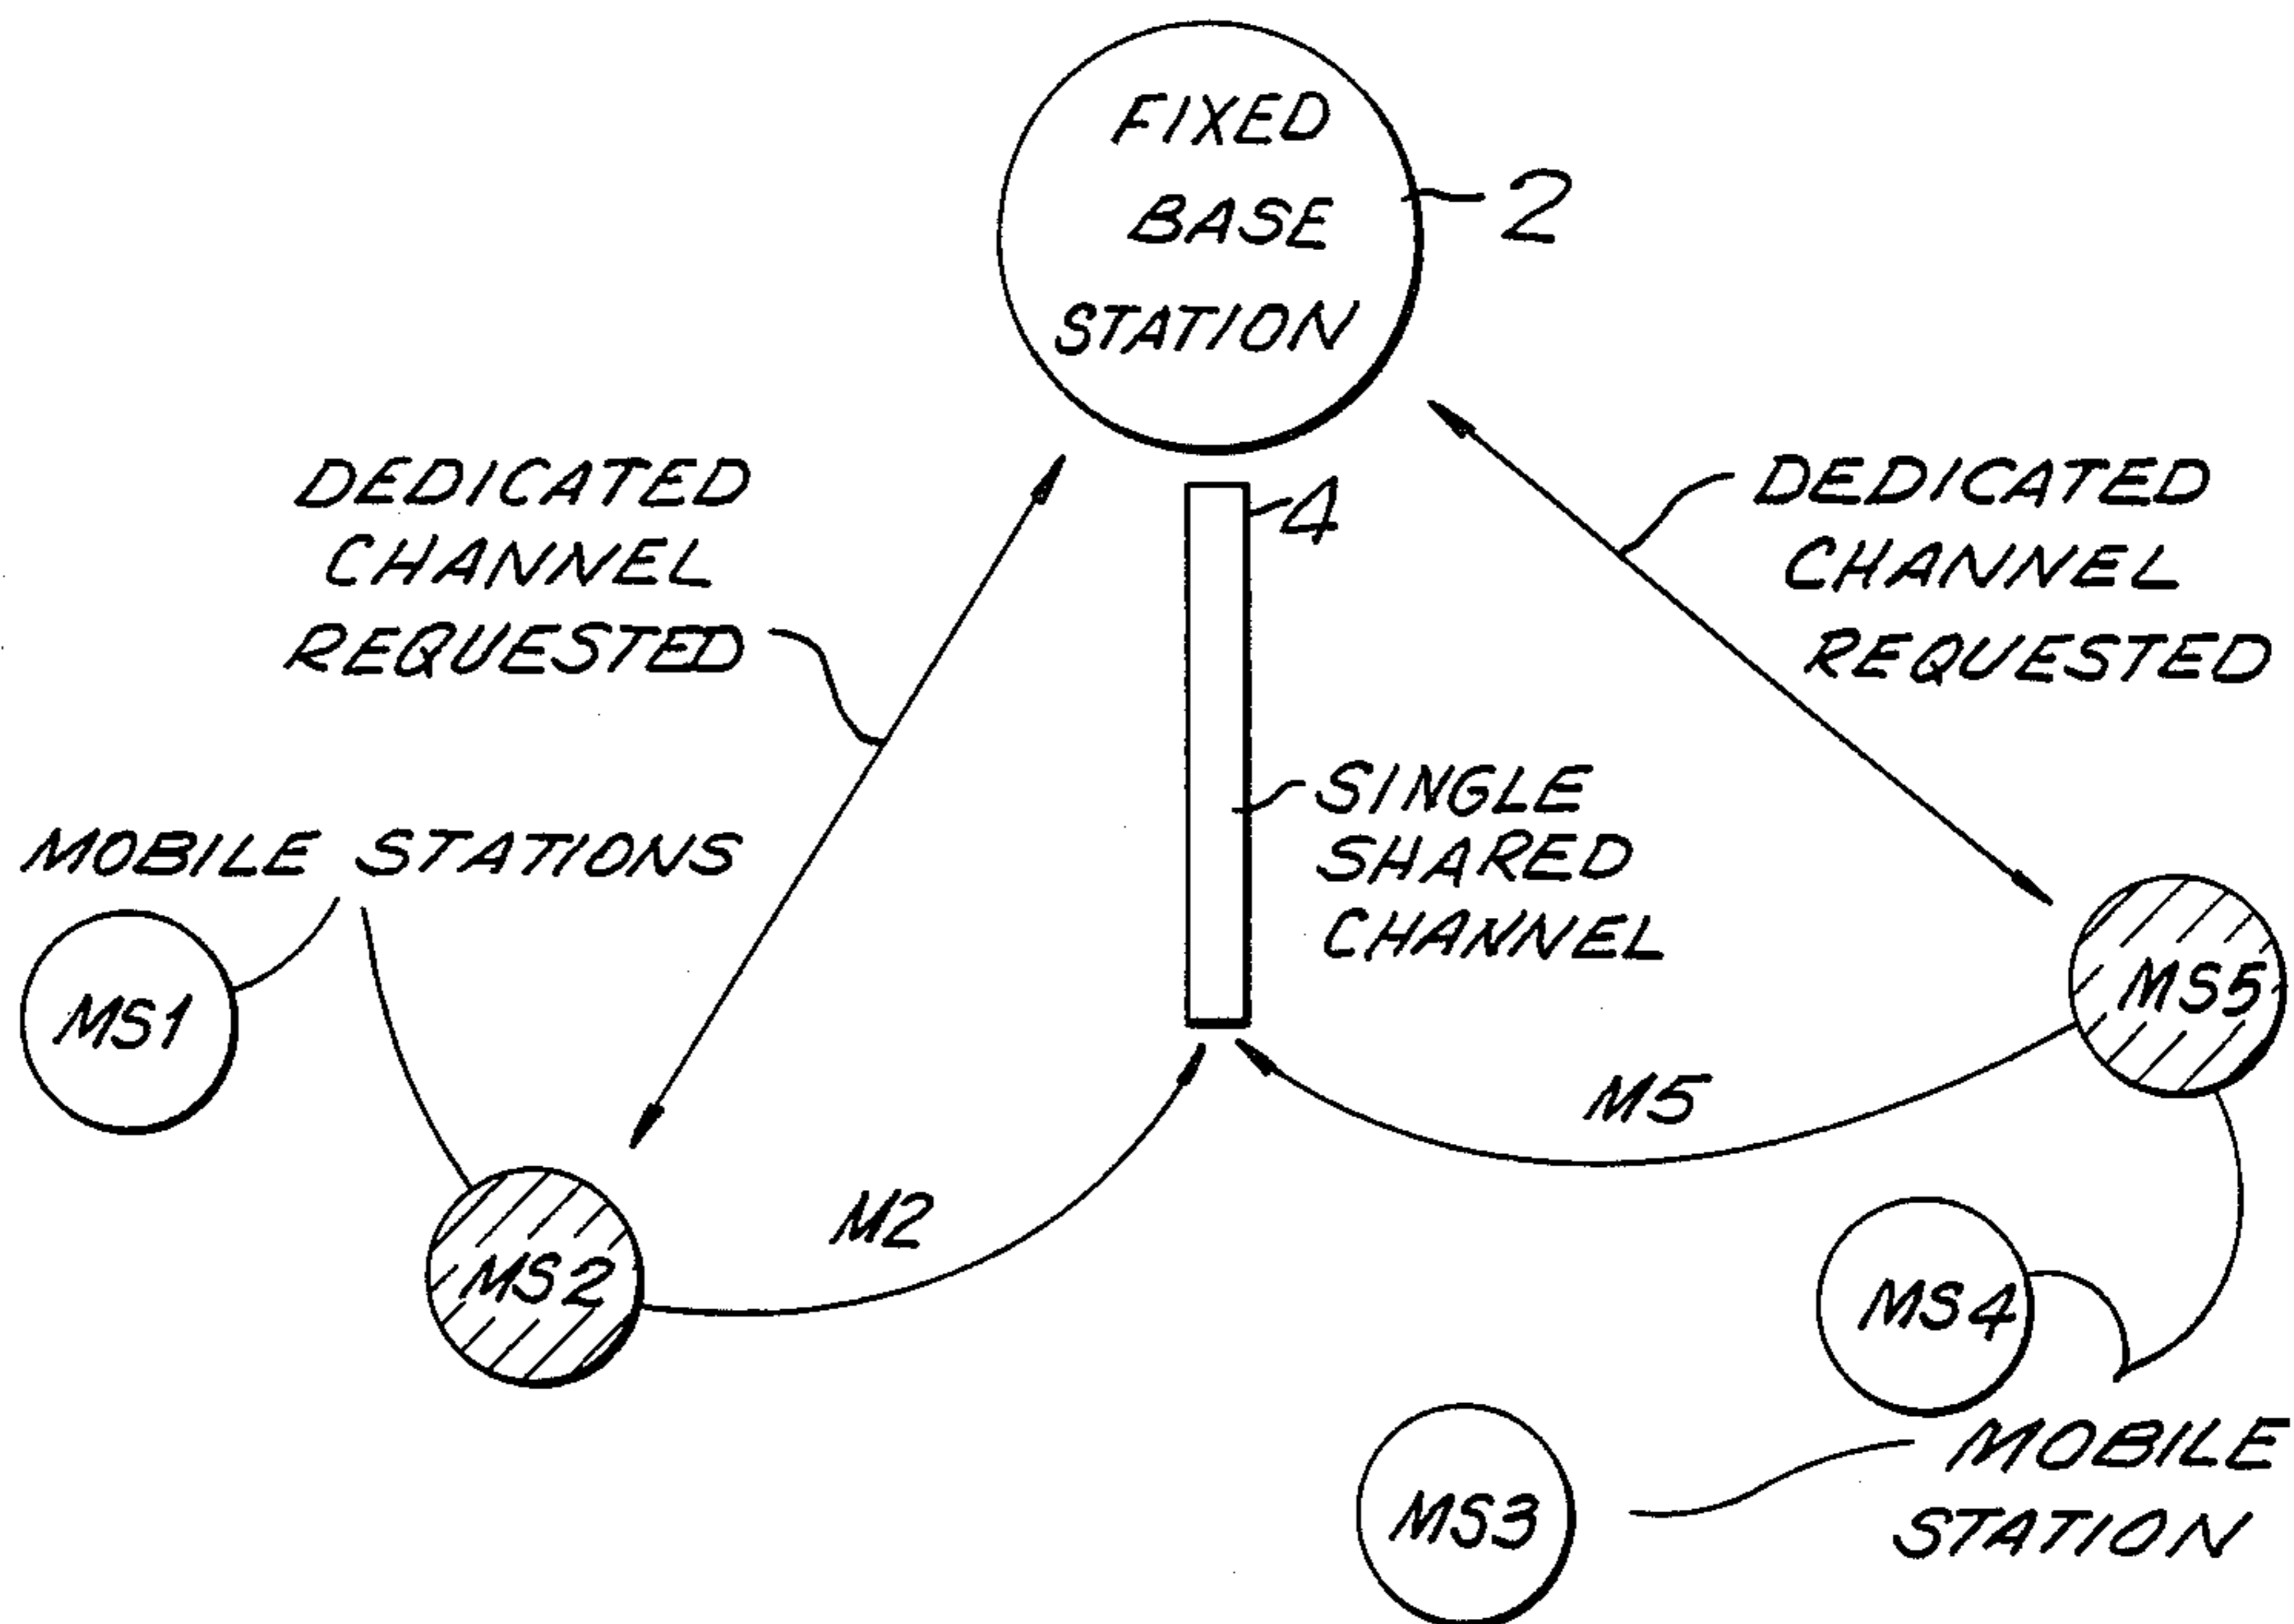 FIXED
BASE
STATION
2
DEDICATED
CHANNEL
REQUESTED
4
DEDICATED
CHANNEL
REQUESTED
SINGLE
SHARED
CHANNEL
MOBILE STATIONS
MS1
MS5
M5
M2
MS2
MS4
MS3
MOBILE
STATION